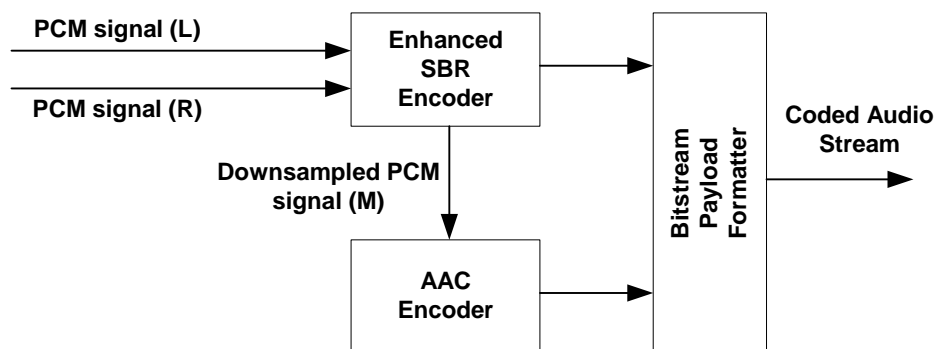 PCM signal (L)
PCM signal (R)
Enhanced
SBR
Encoder
Downsampled PCM
signal (M)
AAC
Encoder
Bitstream
Payload
Formatter
Coded Audio
Stream